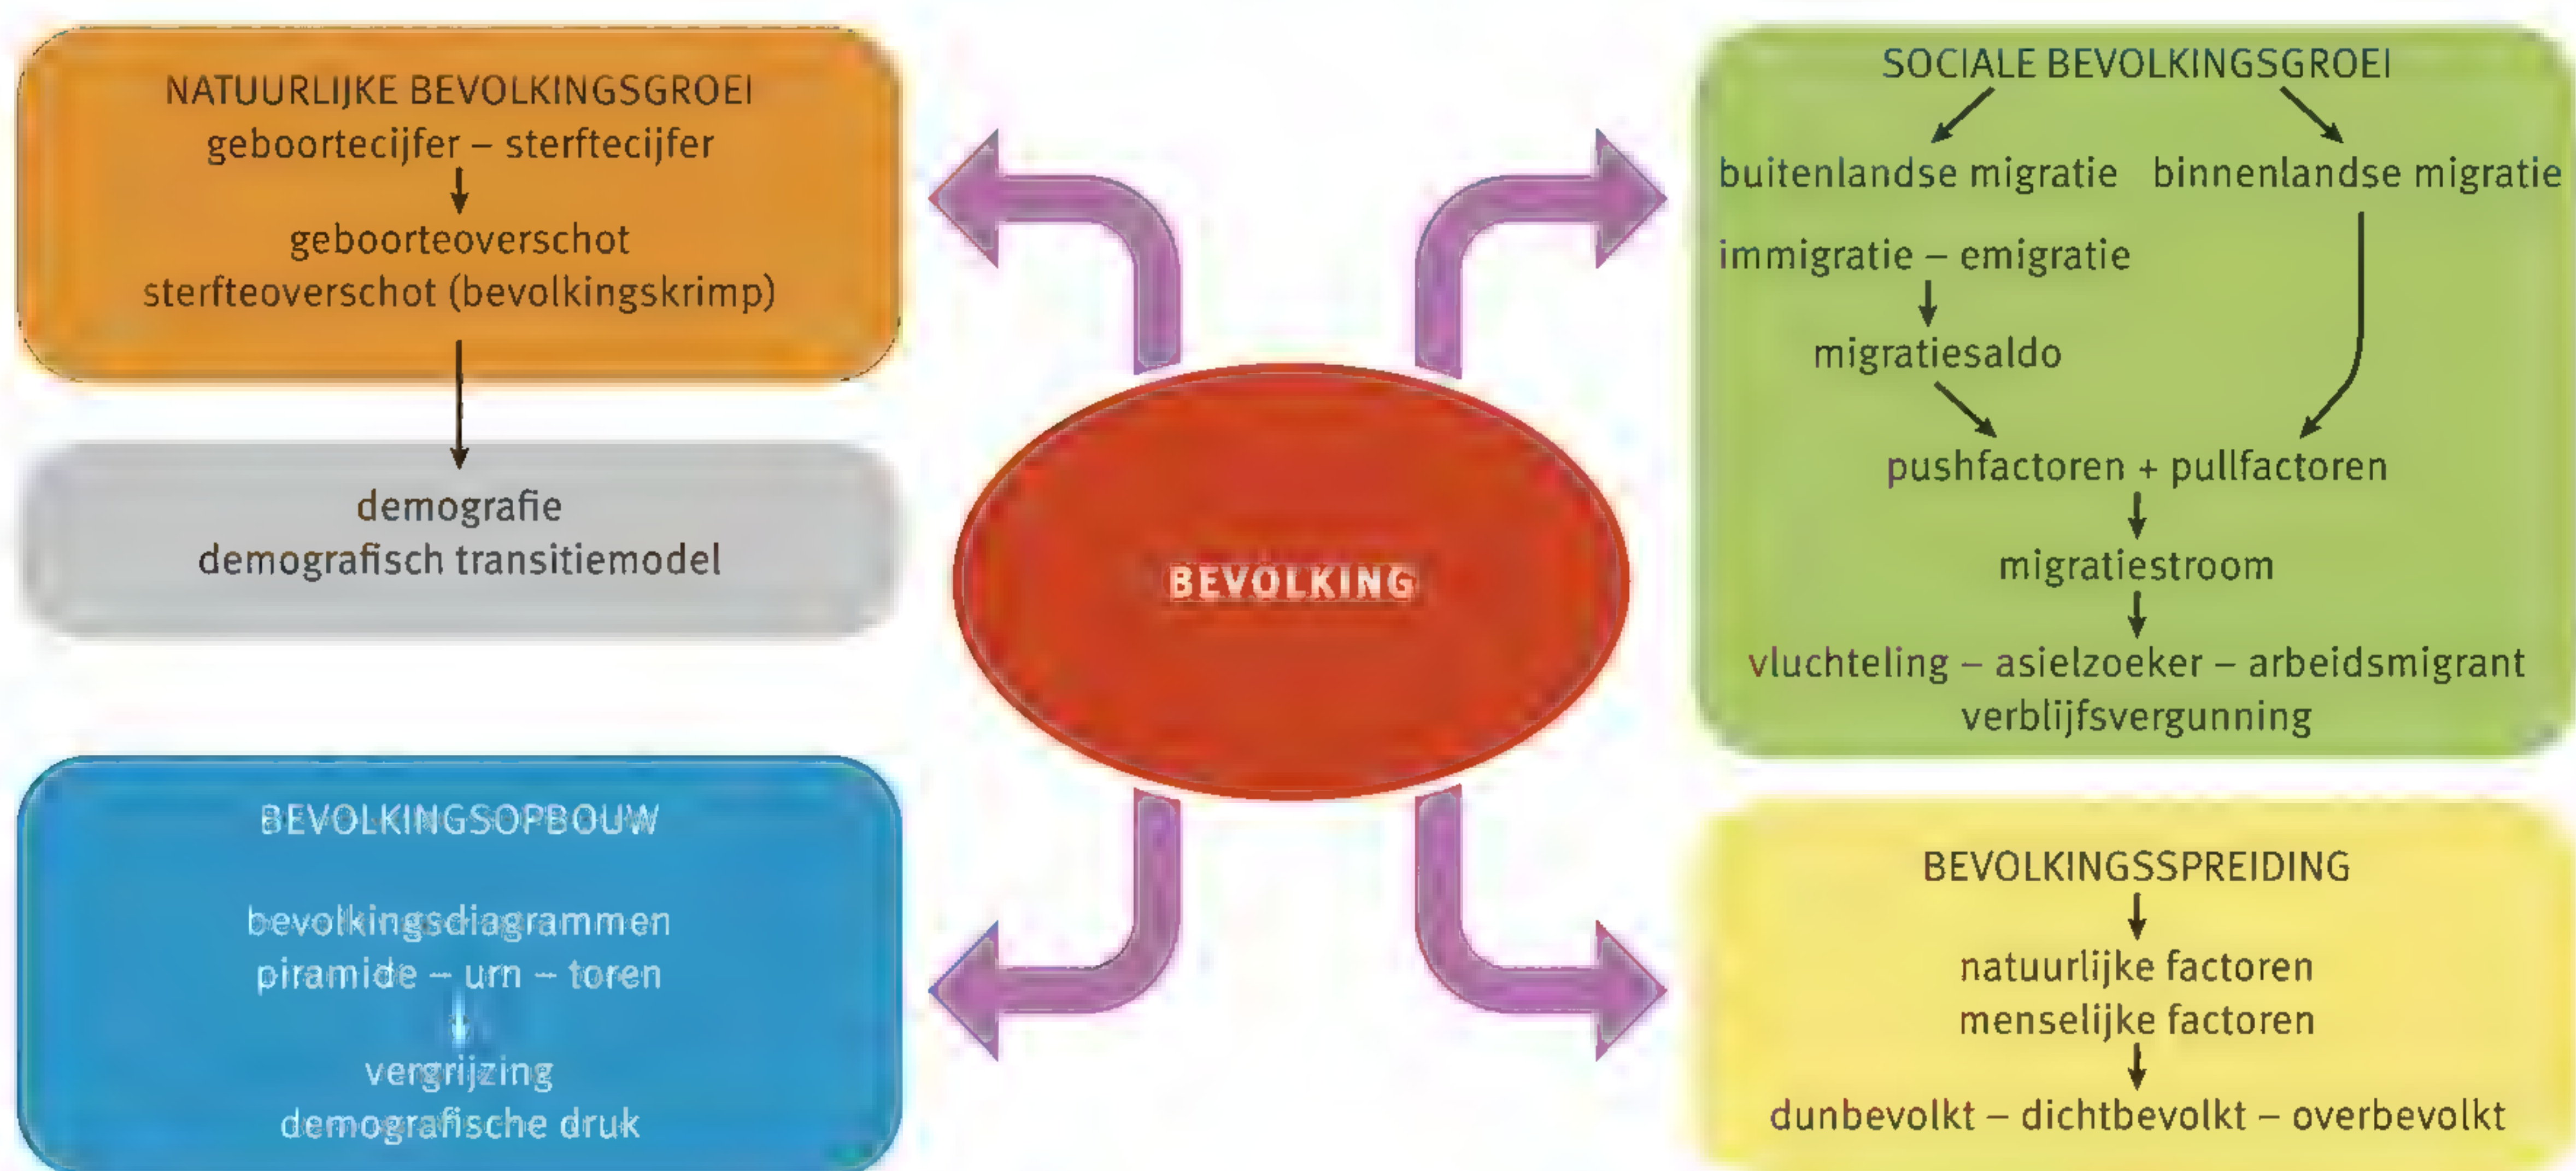 NATUURLIJKE BEVOLKINGSGROEI
geboortecijfer – sterftecijfer
geboorteoverschot
sterfteoverschot (bevolkingskrimp)
demografie
demografisch transitiemodel
BEVOLKINGSOPBOUW
bevolkingsdiagrammen
piramide – urn – toren
vergrijzing
demografische druk
BEVOLKING
SOCIALE BEVOLKINGSGROEI
buitenlandse migratie binnenlandse migratie
immigratie – emigratie
migratiesaldo
pushfactoren + pullfactoren
migratiestroom
vluchteling – asielzoeker – arbeidsmigrant
verblijfsvergunning
BEVOLKINGSSPREIDING
natuurlijke factoren
menselijke factoren
dunbevolkt – dichtbevolkt – overbevolkt